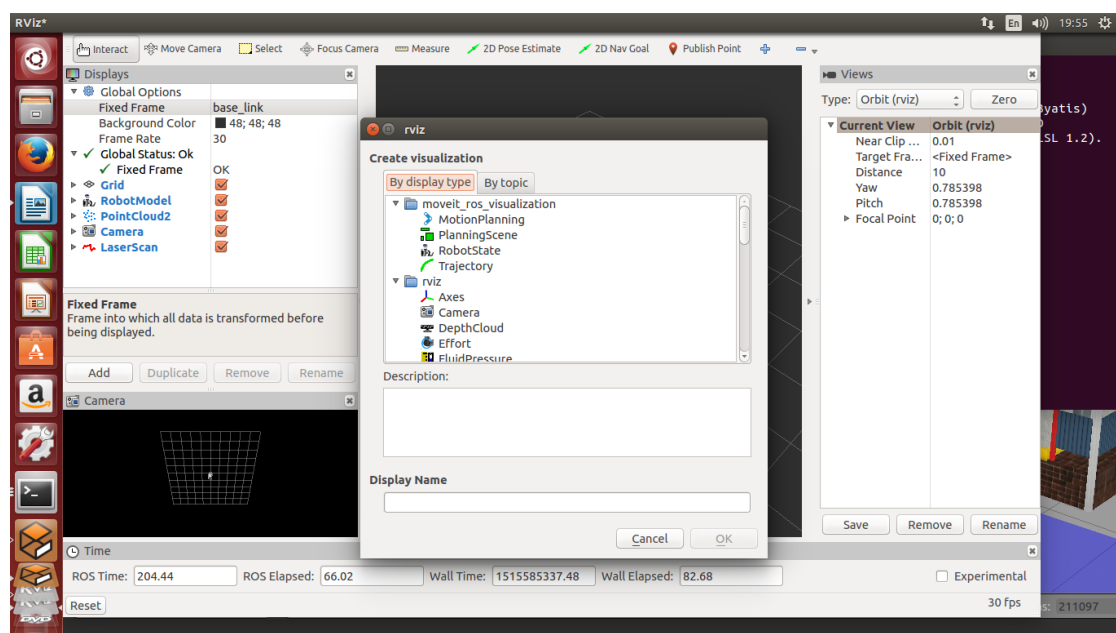 RViz*
En
19:55
Interact
Move Camera
Select
Focus Camera
Measure
2D Pose Estimate
2D Nav Goal
Publish Point
Displays
Global Options
Fixed Frame base_link
Background Color 48; 48; 48
Frame Rate 30
Global Status: Ok
Fixed Frame OK
Grid
RobotModel
PointCloud2
Camera
LaserScan
Fixed Frame
Frame into which all data is transformed before
being displayed.
Add
Duplicate
Remove
Rename
Camera
rviz
Create visualization
By display type
By topic
moveit_ros_visualization
MotionPlanning
PlanningScene
RobotState
Trajectory
rviz
Axes
Camera
DepthCloud
Effort
FluidPressure
Description:
Display Name
Cancel
OK
Views
Type: Orbit (rviz)
Zero
Current View Orbit (rviz)
Near Clip ... 0.01
Target Fra... <Fixed Frame>
Distance 10
Yaw 0.785398
Pitch 0.785398
Focal Point 0; 0; 0
Save
Remove
Rename
yatis)
SL 1.2).
Time
ROS Time: 204.44
ROS Elapsed: 66.02
Wall Time: 1515585337.48
Wall Elapsed: 82.68
Experimental
Reset
30 fps
s: 211097